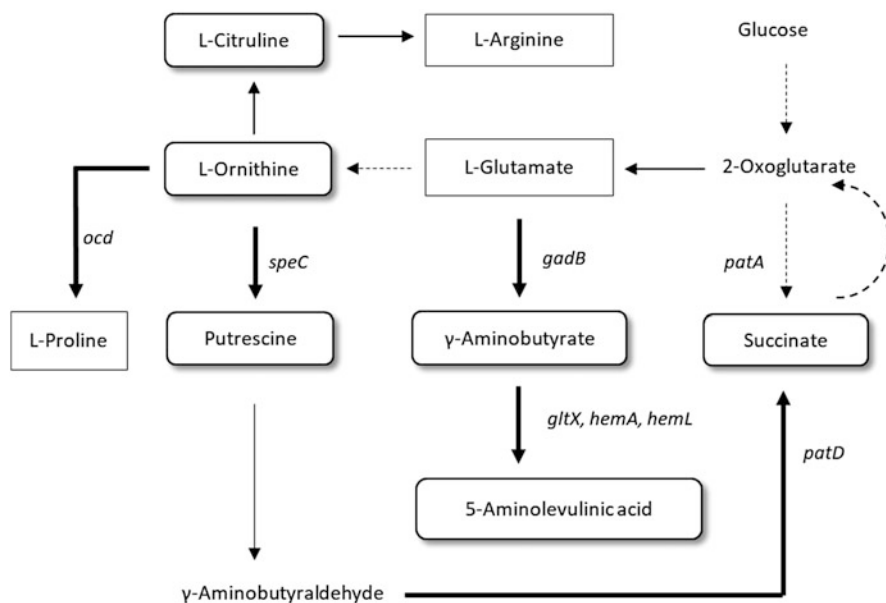 L-Citruline
L-Arginine
Glucose
L-Ornithine
L-Glutamate
2-Oxoglutarate
ocd
speC
gadB
patA
L-Proline
Putrescine
γ-Aminobutyrate
Succinate
gltX, hemA, hemL
patD
5-Aminolevulinic acid
γ-Aminobutyraldehyde